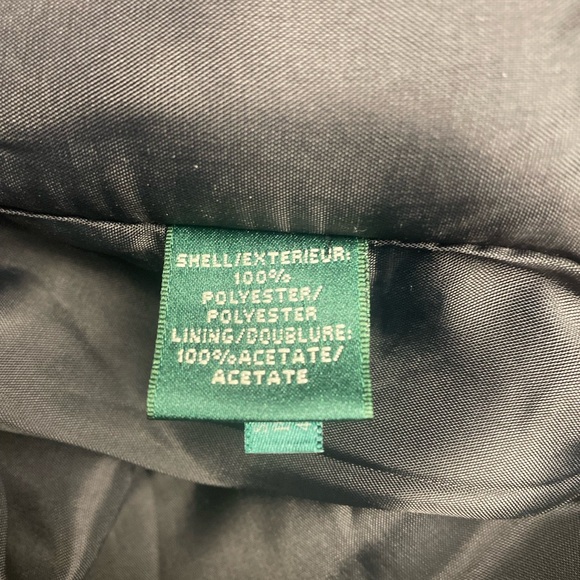 SHELL/EXTERIEUR:
100%
POLYESTER/
POLYESTER
LINING/DOUBLURE:
100%ACETATE/
ACETATE